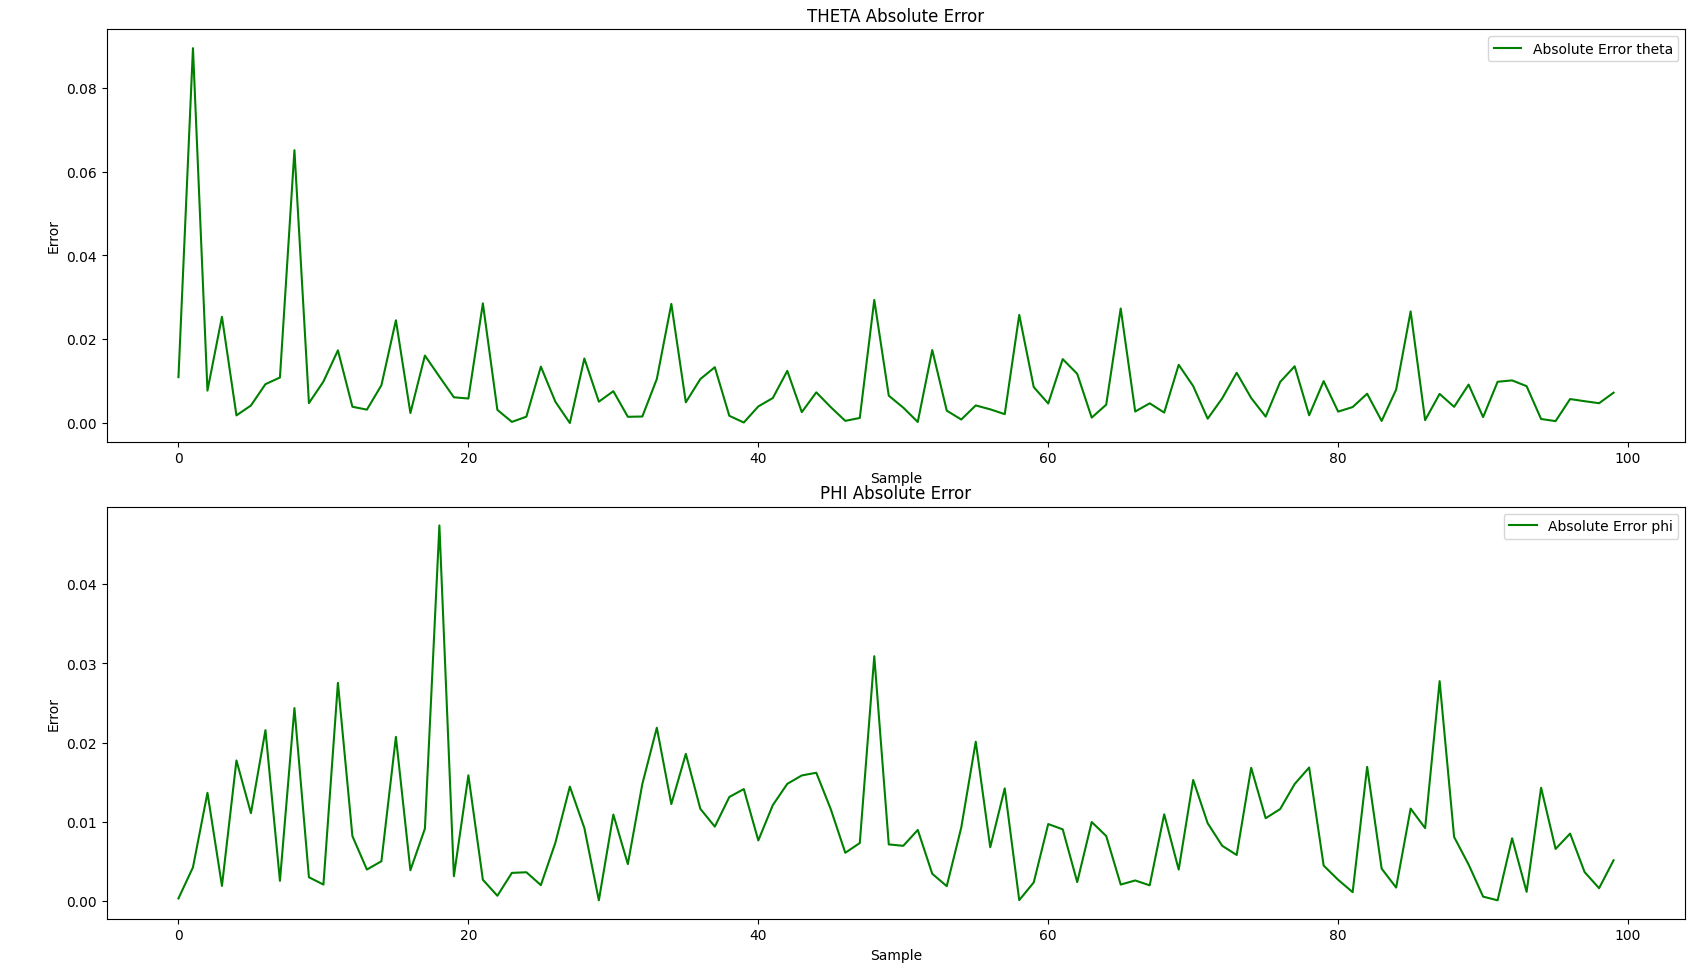 THETA Absolute Error
Absolute Error theta
0.08
0.06
0.04
0.02
0.00
Error
0 20 40 60 80 100
Sample
PHI Absolute Error
Absolute Error phi
0.04
0.03
0.02
0.01
0.00
Error
0 20 40 60 80 100
Sample